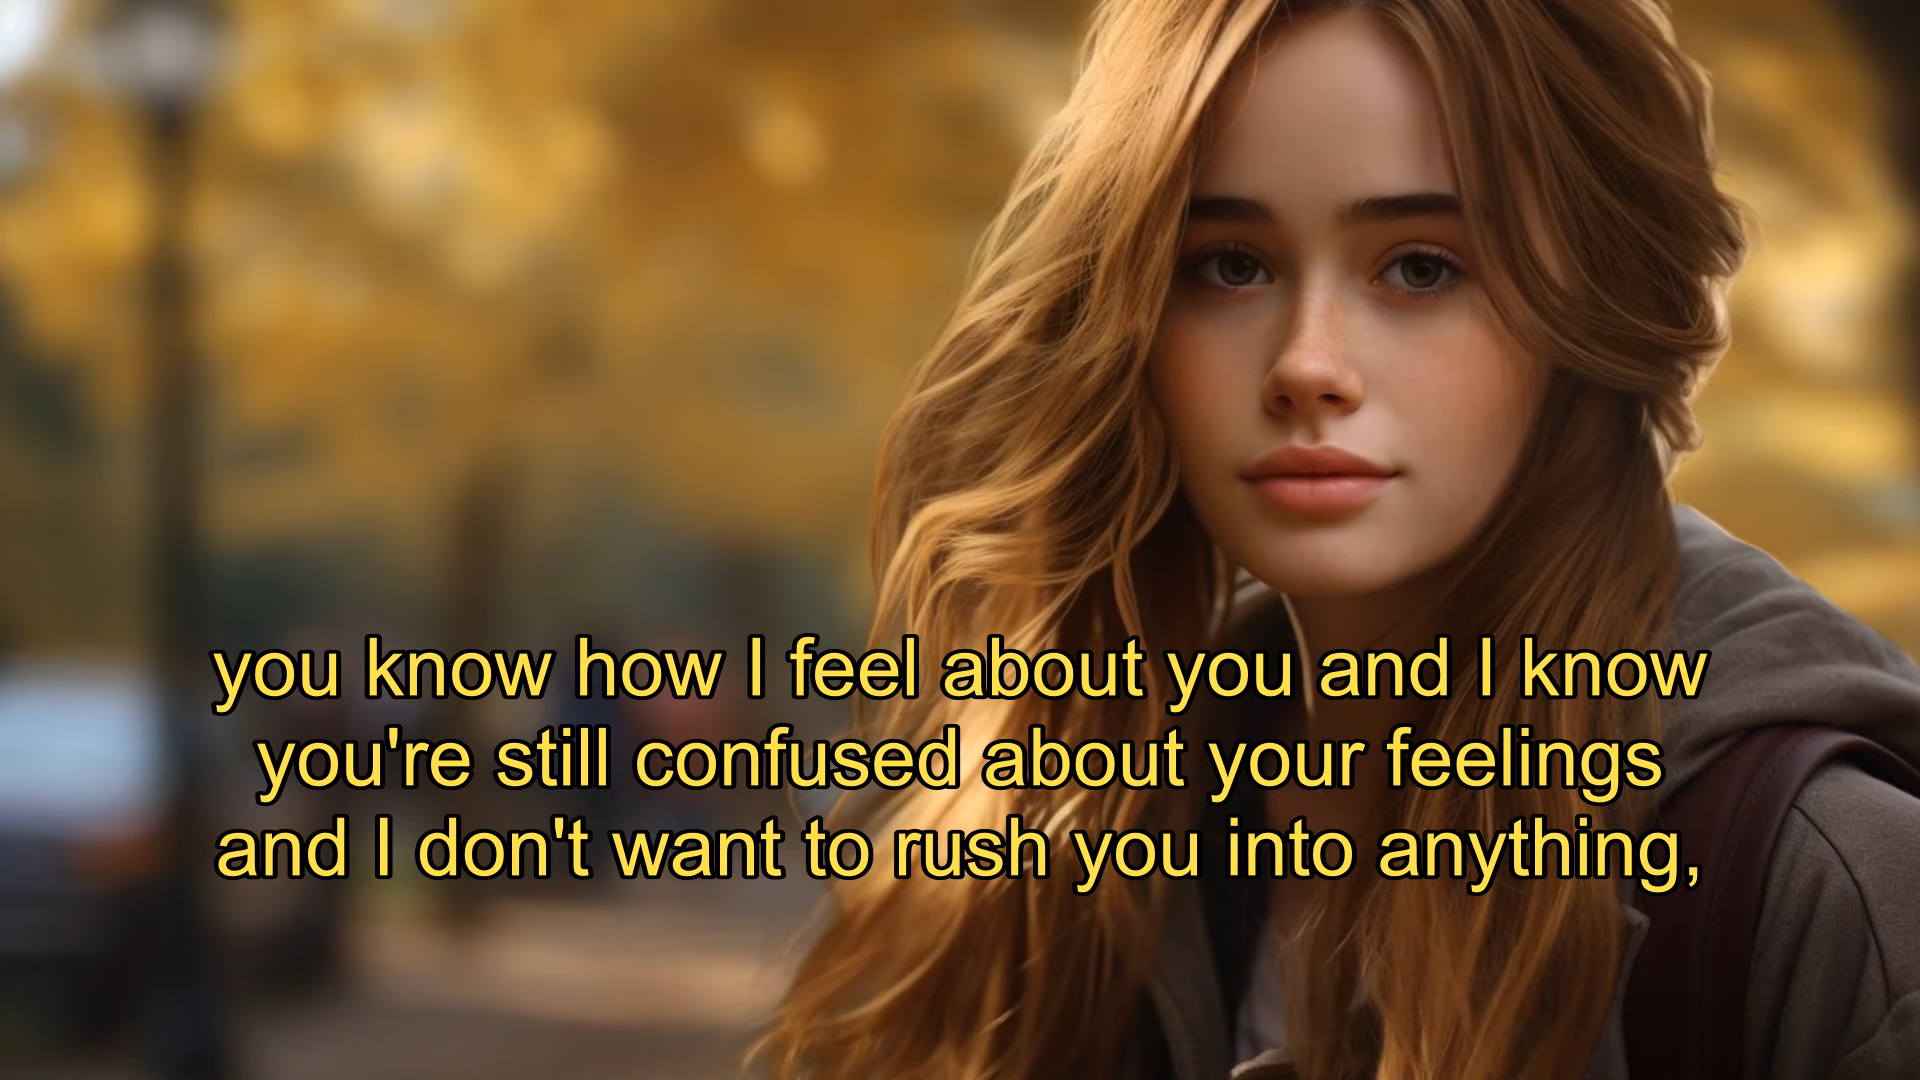 you know how I feel about you and I know
you're still confused about your feelings
and I don't want to rush you into anything,